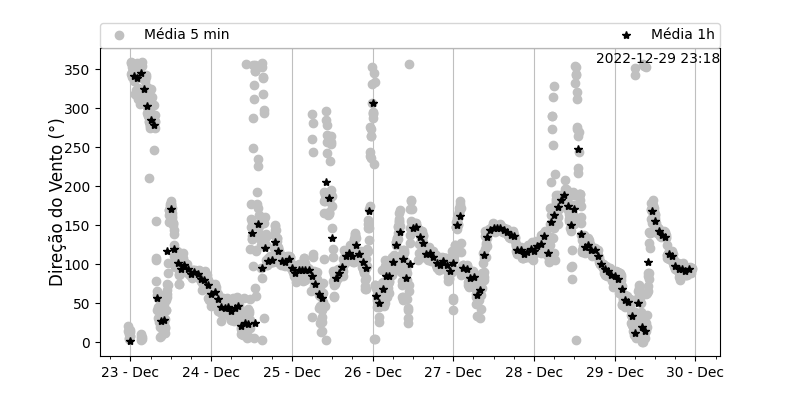 Média 5 min
Média 1h
2022-12-29 23:18
Direção do Vento (°)
350
300
250
200
150
100
50
0
23 - Dec
24 - Dec
25 - Dec
26 - Dec
27 - Dec
28 - Dec
29 - Dec
30 - Dec